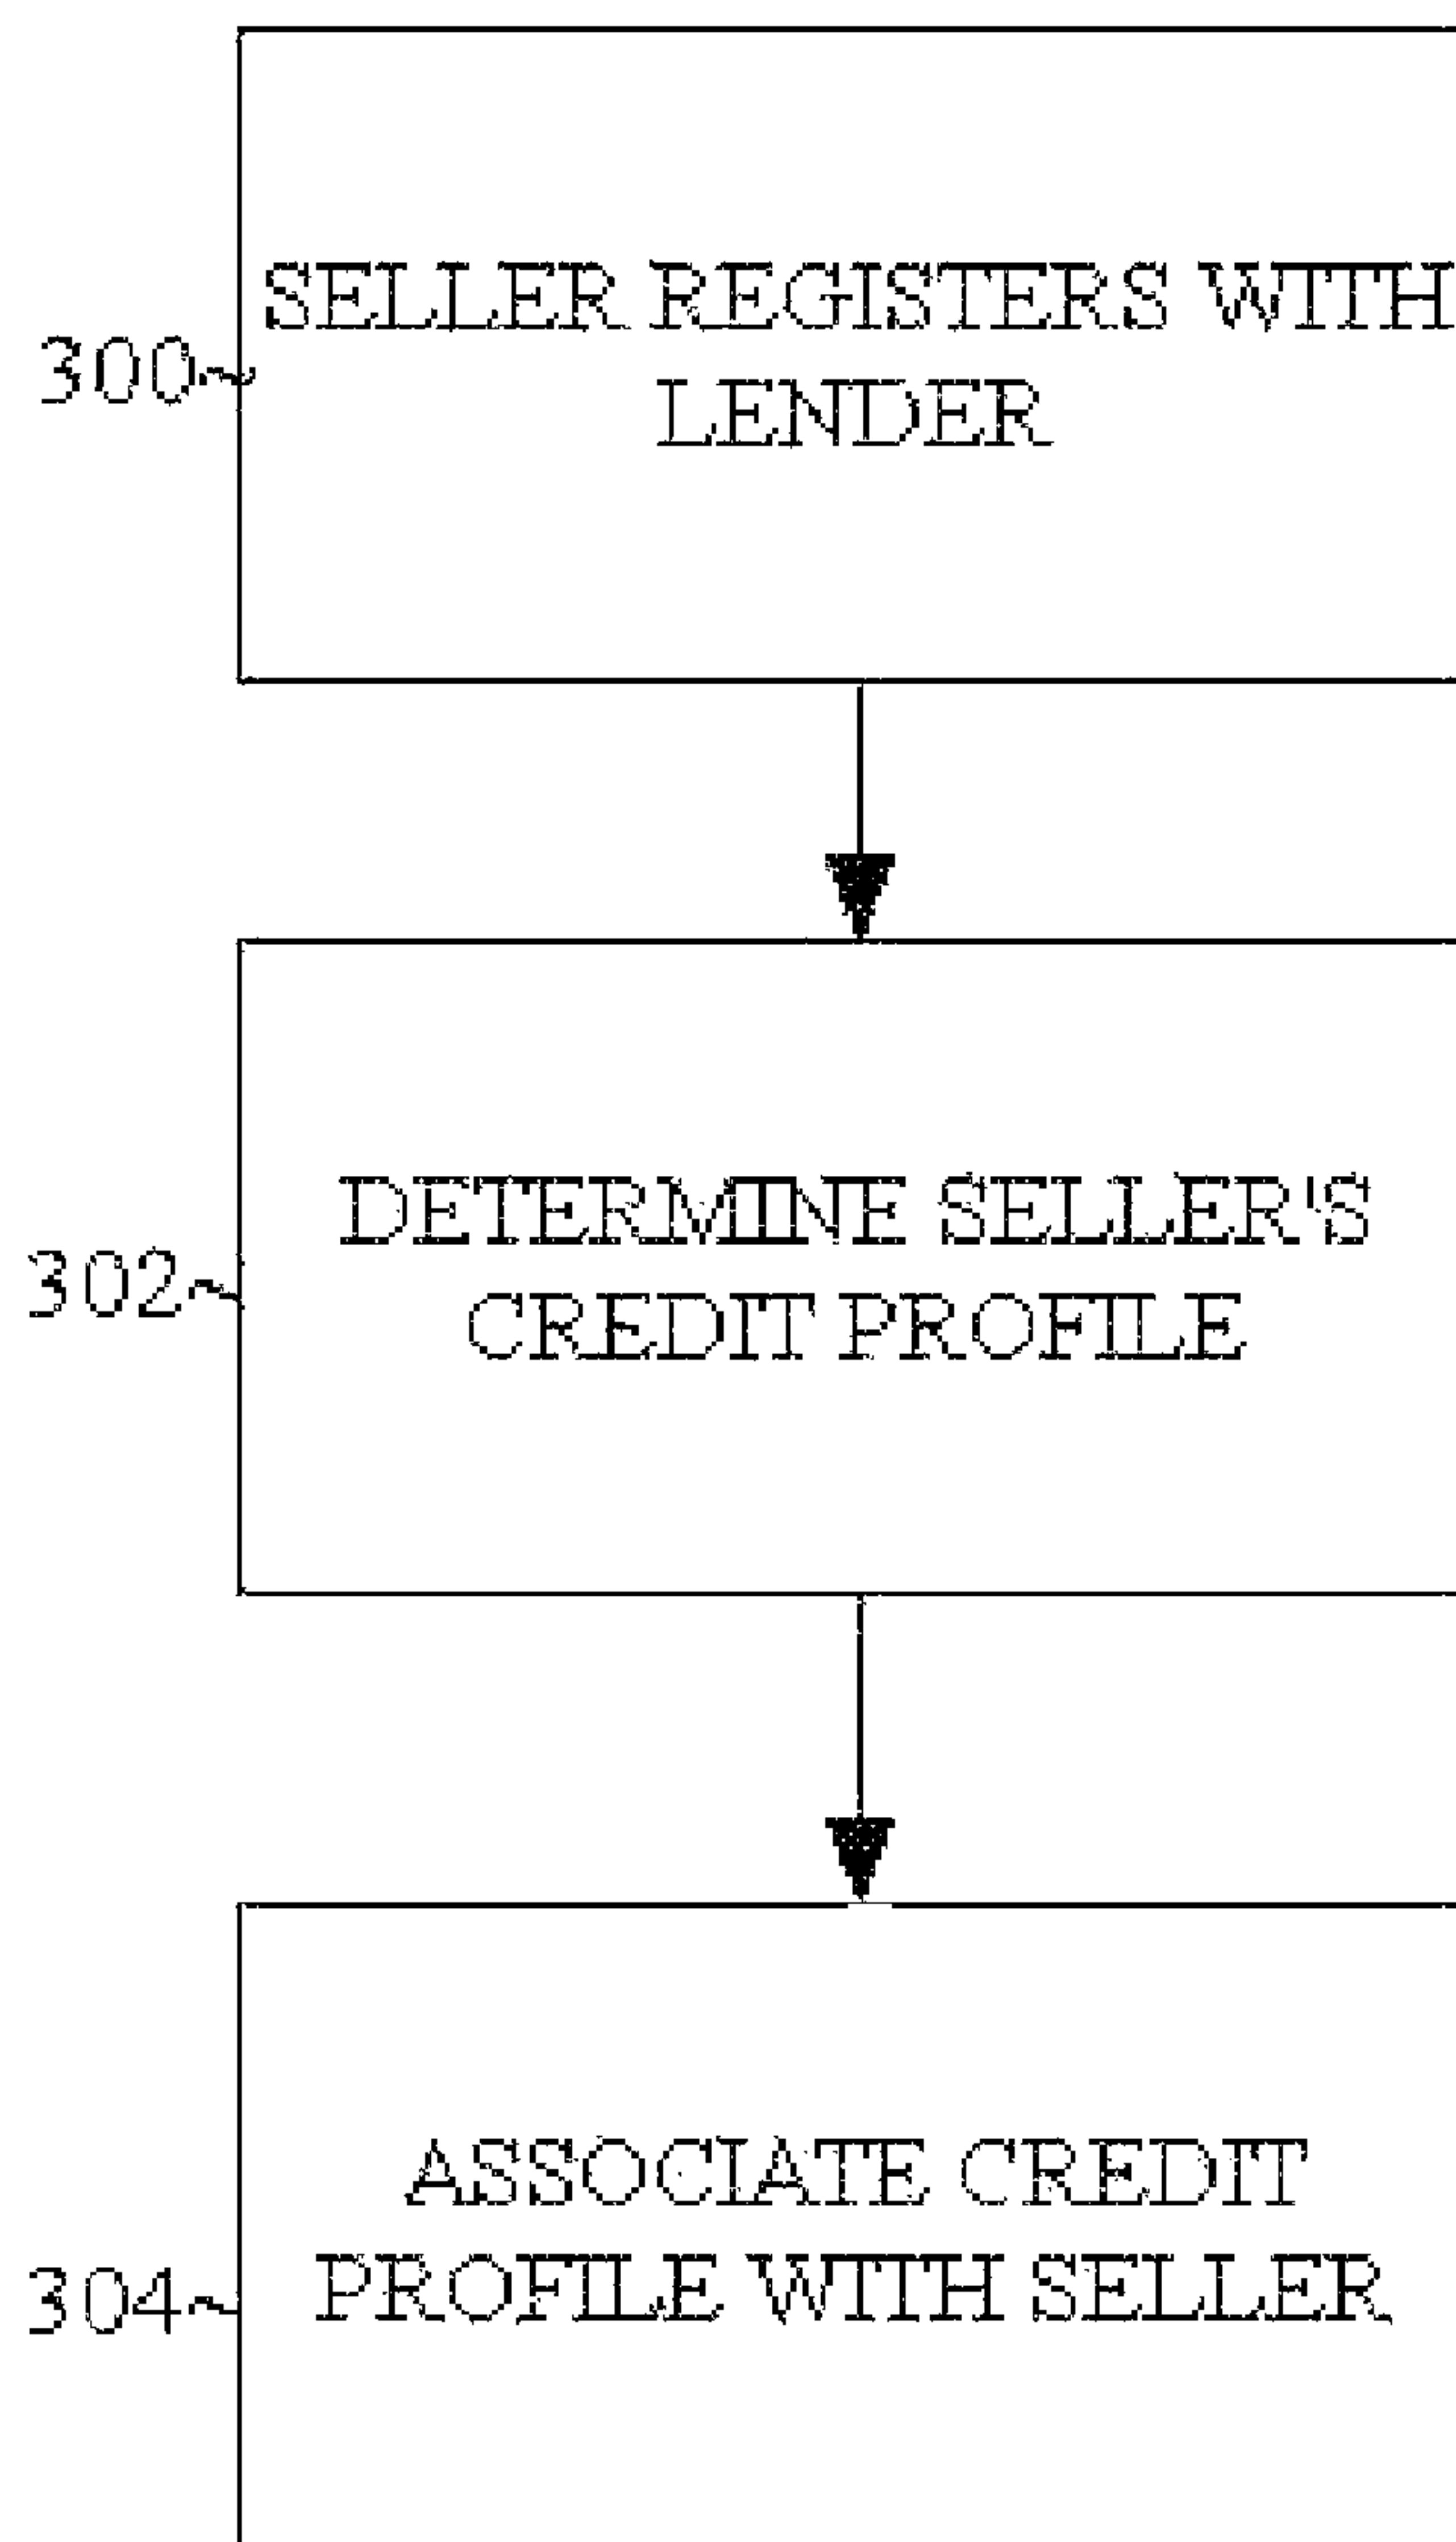 SELLER REGISTERS WITH
LENDER
300
DETERMINE SELLER'S
CREDIT PROFILE
302
ASSOCIATE CREDIT
PROFILE WITH SELLER
304